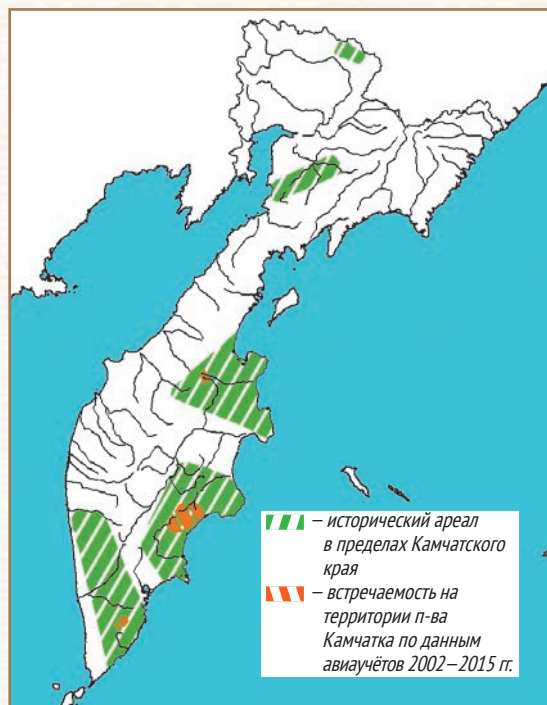 – исторический ареал
в пределах Камчатского
края
– встречаемость на
территории п-ва
Камчатка по данным
авиаучётов 2002–2015 гг.